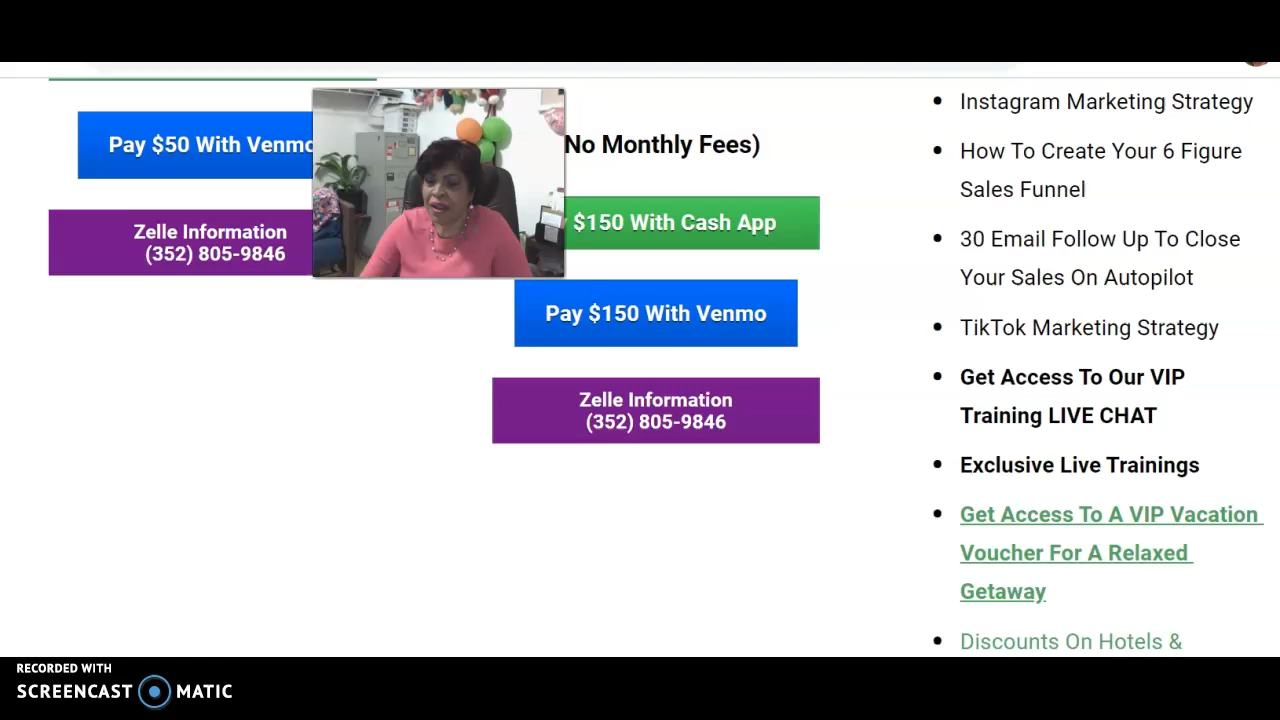 Pay $50 With Venmo
Zelle Information
(352) 805-9846
No Monthly Fees)
$150 With Cash App
Pay $150 With Venmo
Zelle Information
(352) 805-9846
Instagram Marketing Strategy
How To Create Your 6 Figure
Sales Funnel
30 Email Follow Up To Close
Your Sales On Autopilot
TikTok Marketing Strategy
Get Access To Our VIP
Training LIVE CHAT
Exclusive Live Trainings
Get Access To A VIP Vacation
Voucher For A Relaxed
Getaway
Discounts On Hotels &
RECORDED WITH
SCREENCAST MATIC